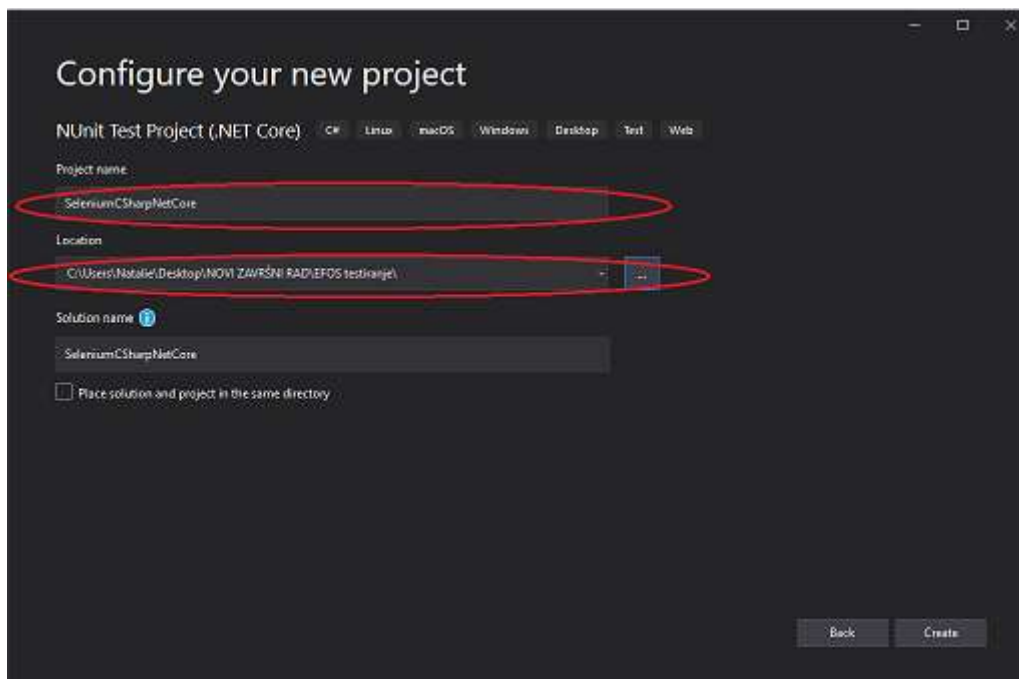 Configure your new project
NUnit Test Project (.NET Core) C# Linux macOS Windows Desktop Test Web
Project name
SeleniumCSharpNetCore
Location
C:\Users\Natalie\Desktop\NOVI ZAVRŠNI RAD\EFOS testiranje\
...
Solution name
SeleniumCSharpNetCore
Place solution and project in the same directory
Back Create